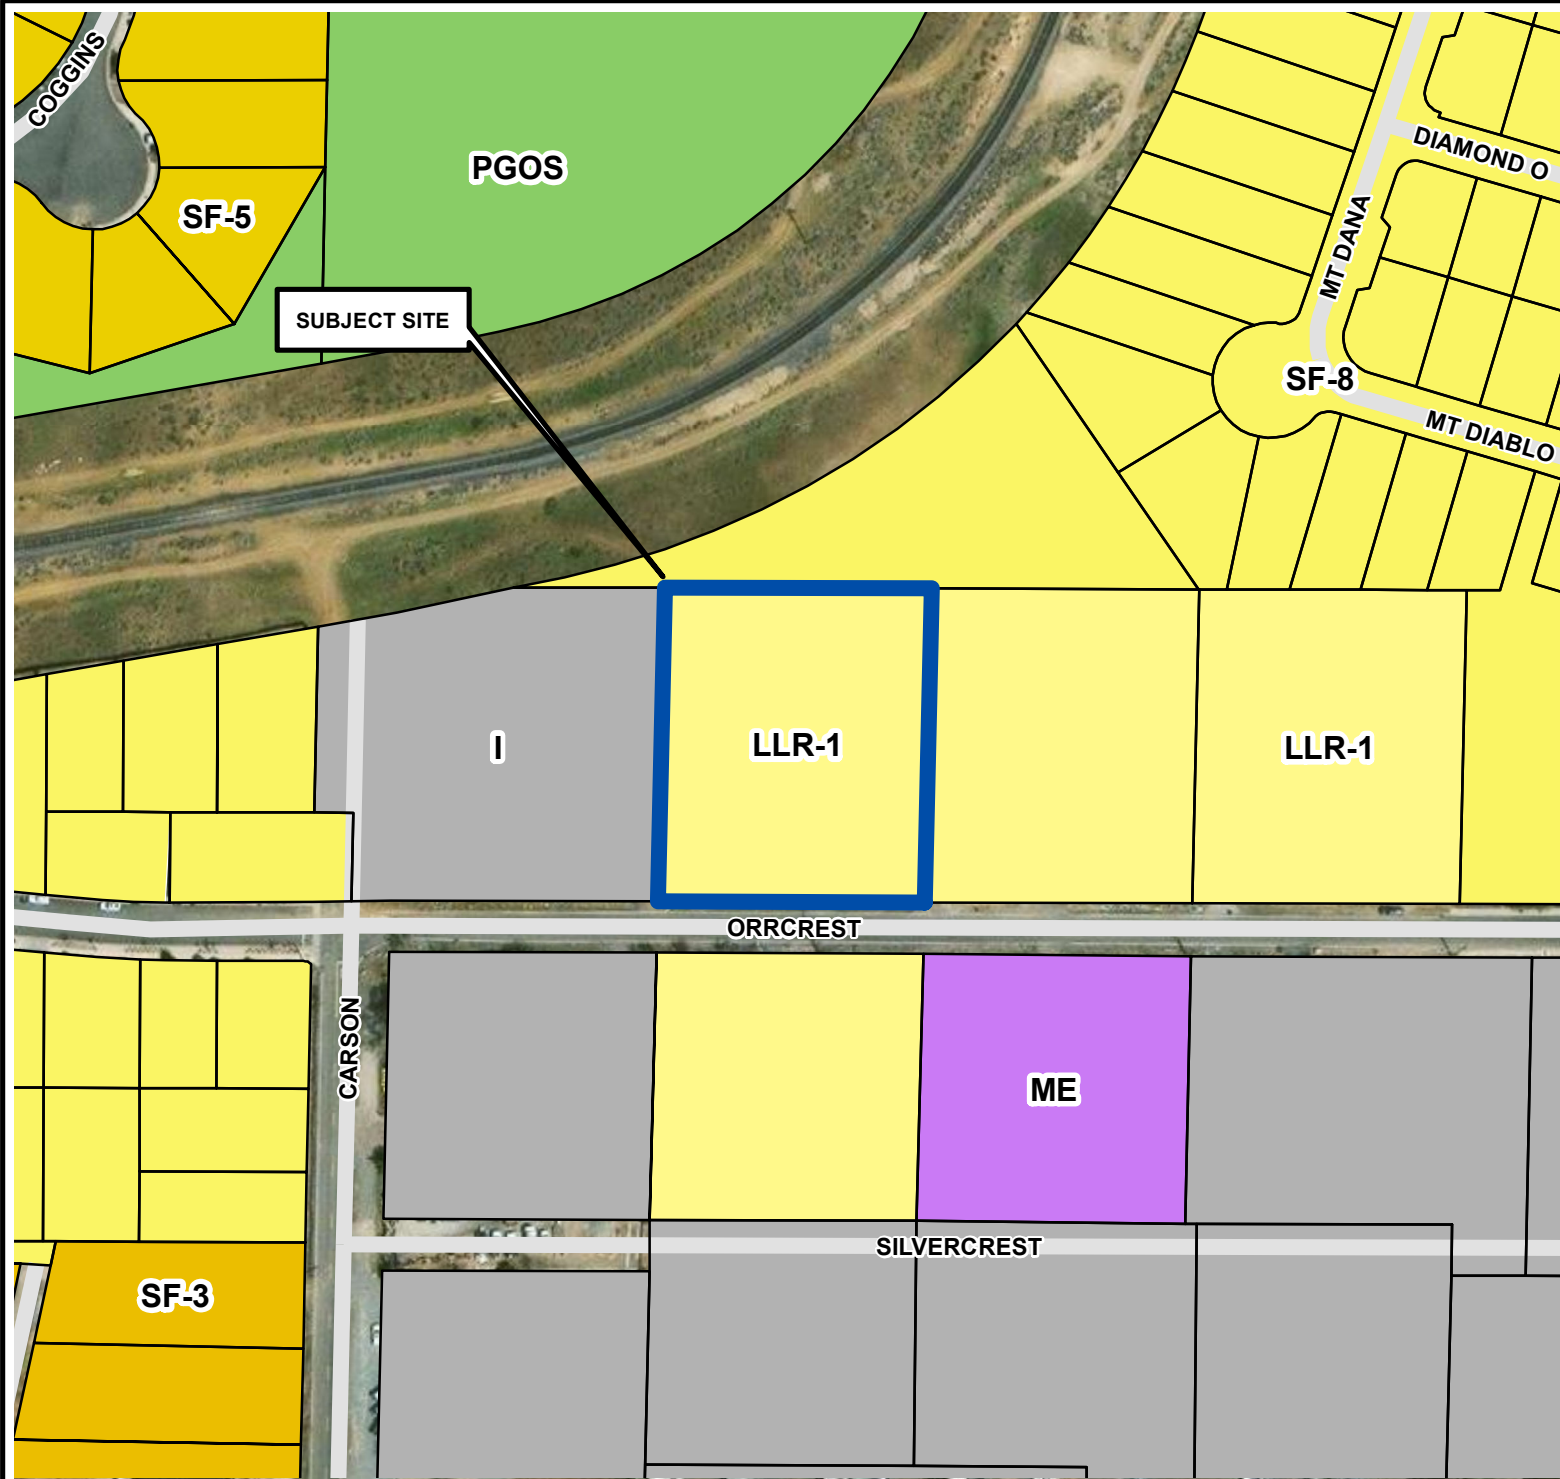 COGGINS
PGOS
DIAMOND O
SF-5
MT DANA
SUBJECT SITE
SF-8
MT DIABLO
I
LLR-1
LLR-1
ORRCREST
CARSON
ME
SILVERCREST
SF-3